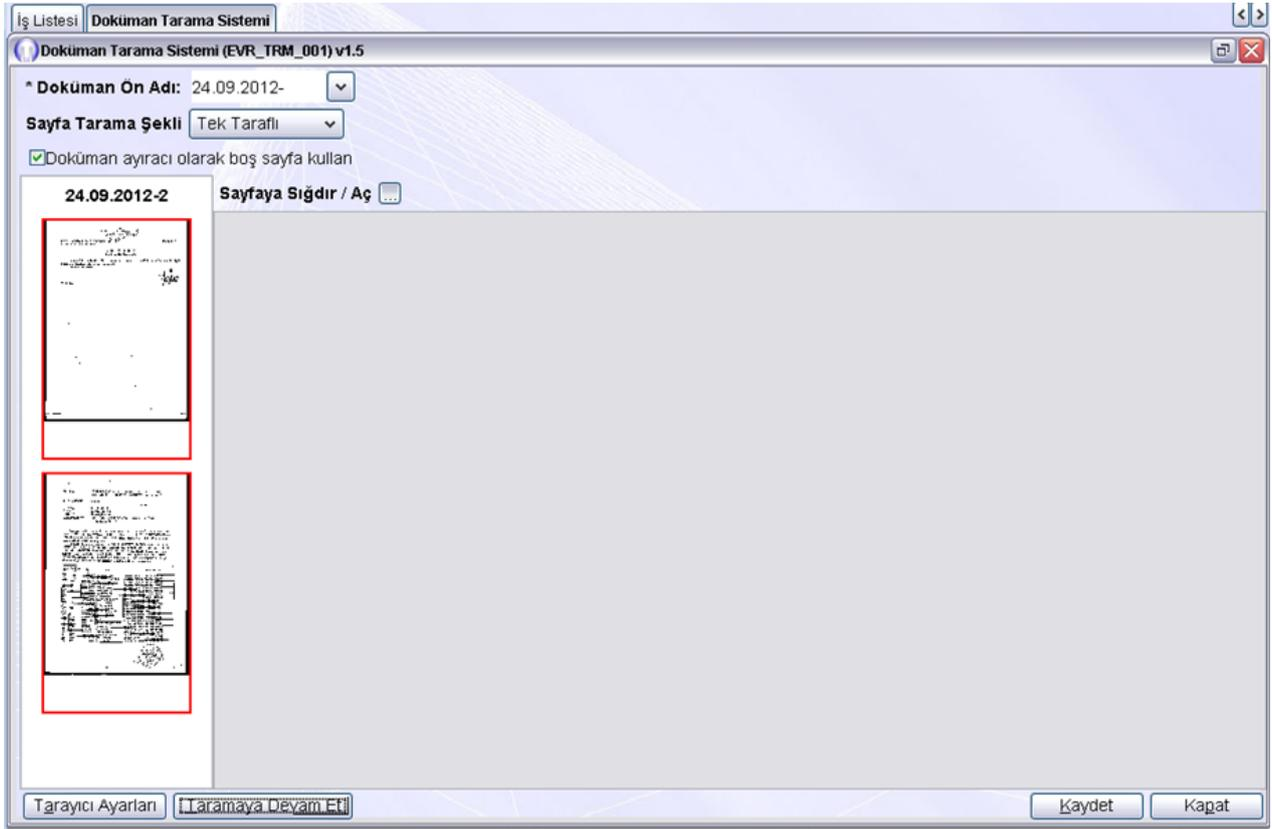 İş Listesi Doküman Tarama Sistemi
Doküman Tarama Sistemi (EVR_TRM_001) v1.5
* Doküman Ön Adı: 24.09.2012-
Sayfa Tarama Şekli Tek Taraflı
Doküman ayıracı olarak boş sayfa kullan
24.09.2012-2 Sayfaya Sığdır / Aç ...
Tarayıcı Ayarları Taramaya Devam Et Kaydet Kapat